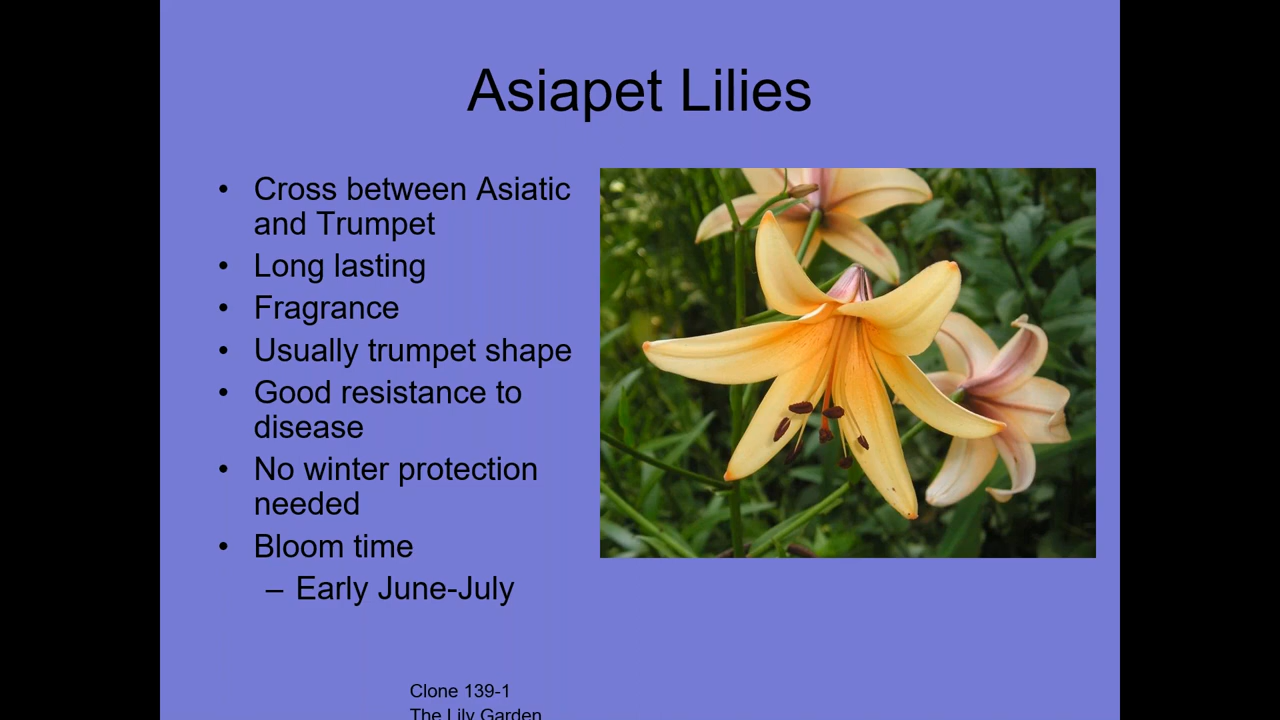 Asiapet Lilies
• Cross between Asiatic
and Trumpet
• Long lasting
• Fragrance
• Usually trumpet shape
• Good resistance to
disease
• No winter protection
needed
• Bloom time
– Early June-July
Clone 139-1
The Lily Garden